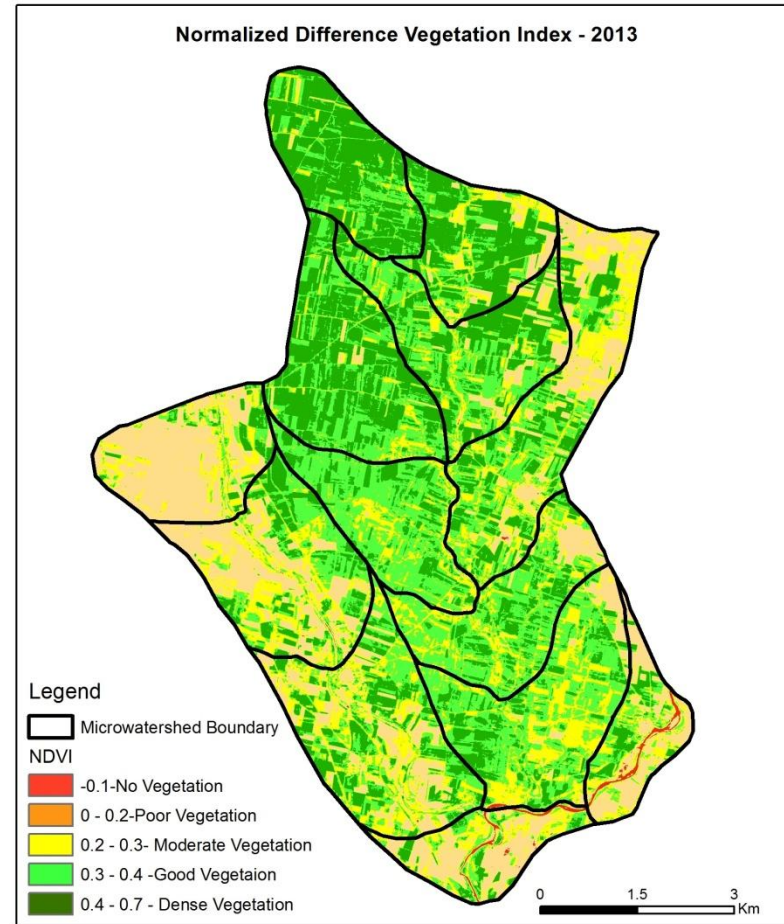 Normalized Difference Vegetation Index - 2013
Legend
Microwatershed Boundary
NDVI
-0.1-No Vegetation
0 - 0.2-Poor Vegetation
0.2 - 0.3- Moderate Vegetation
0.3 - 0.4 -Good Vegetaion
0.4 - 0.7 - Dense Vegetation
0 1.5 3
Km